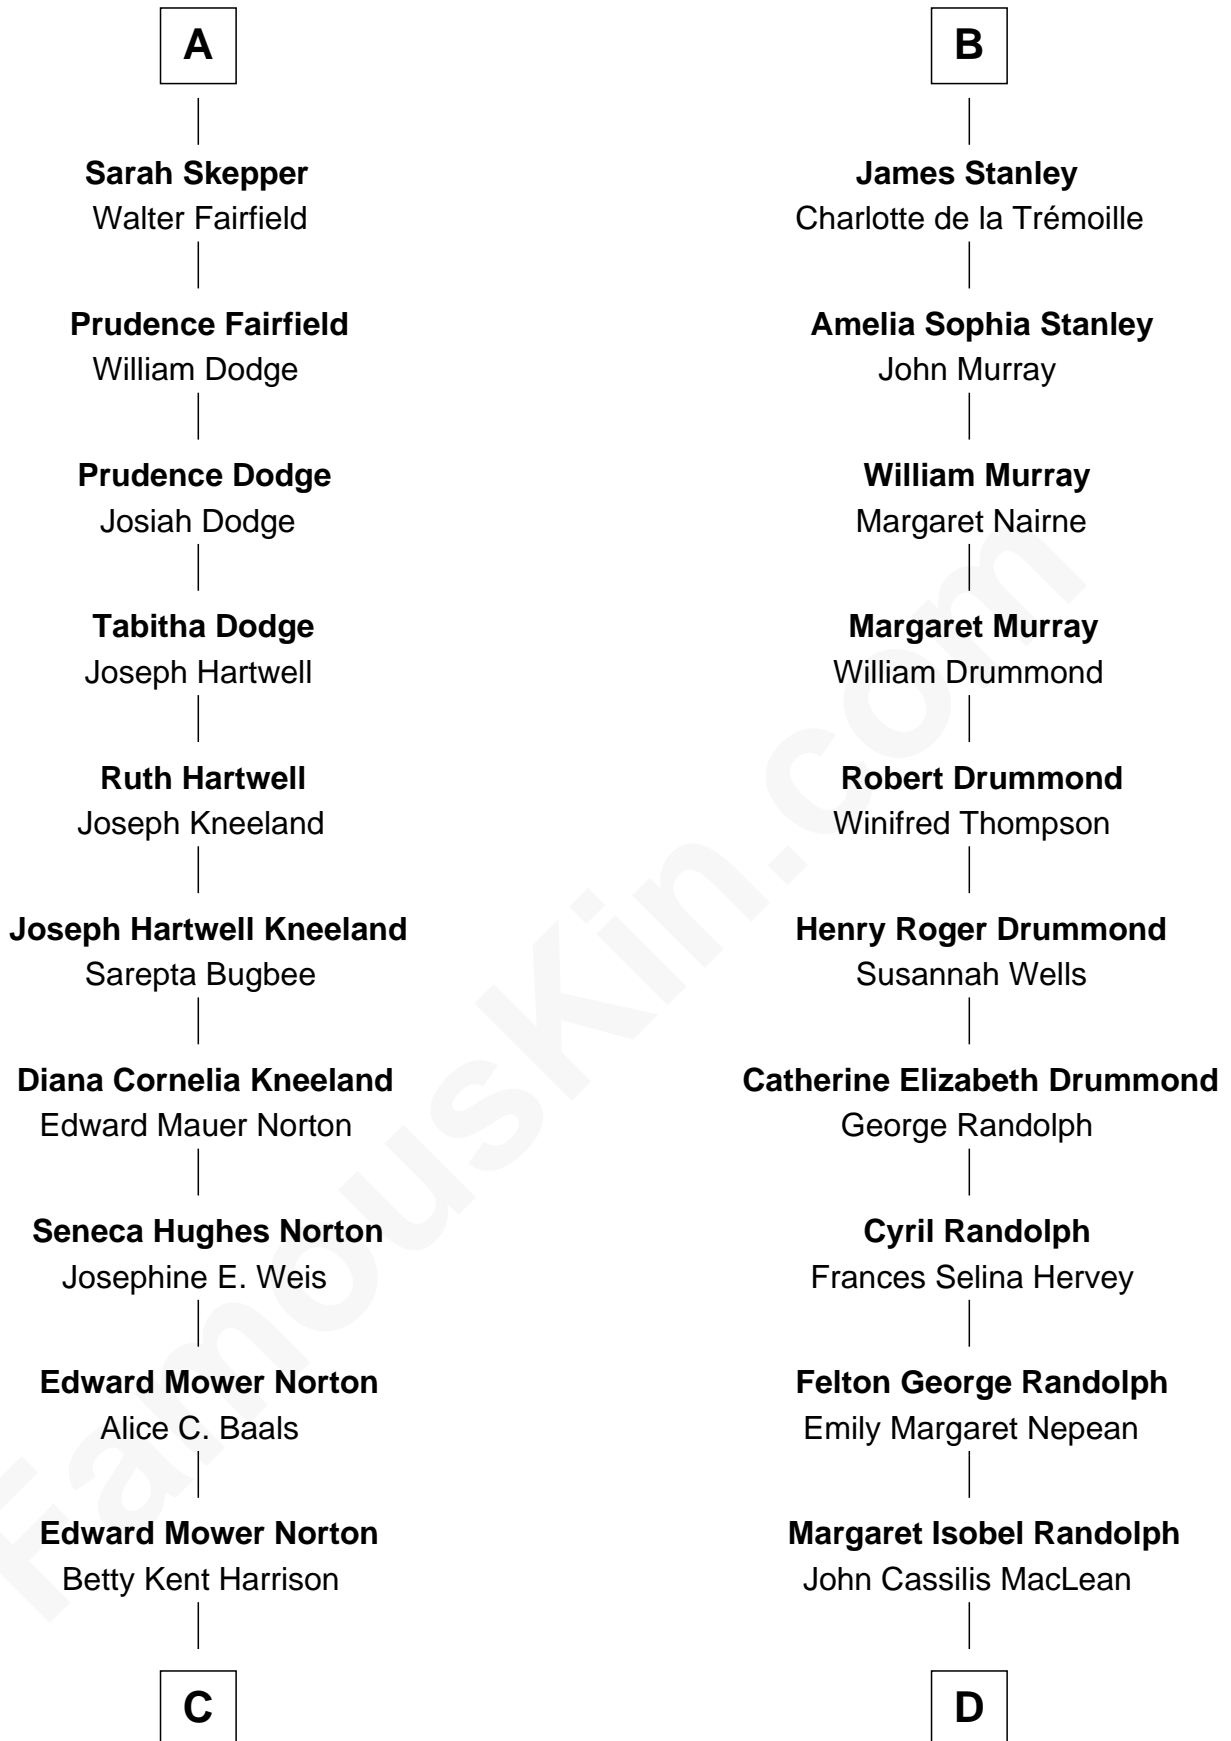 A
Sarah Skepper
Walter Fairfield
Prudence Fairfield
William Dodge
Prudence Dodge
Josiah Dodge
Tabitha Dodge
Joseph Hartwell
Ruth Hartwell
Joseph Kneeland
Joseph Hartwell Kneeland
Sarepta Bugbee
Diana Cornelia Kneeland
Edward Mauer Norton
Seneca Hughes Norton
Josephine E. Weis
Edward Mower Norton
Alice C. Baals
Edward Mower Norton
Betty Kent Harrison
C
B
James Stanley
Charlotte de la Trémoille
Amelia Sophia Stanley
John Murray
William Murray
Margaret Nairne
Margaret Murray
William Drummond
Robert Drummond
Winifred Thompson
Henry Roger Drummond
Susannah Wells
Catherine Elizabeth Drummond
George Randolph
Cyril Randolph
Frances Selina Hervey
Felton George Randolph
Emily Margaret Nepean
Margaret Isobel Randolph
John Cassilis MacLean
D
FamousKin.com